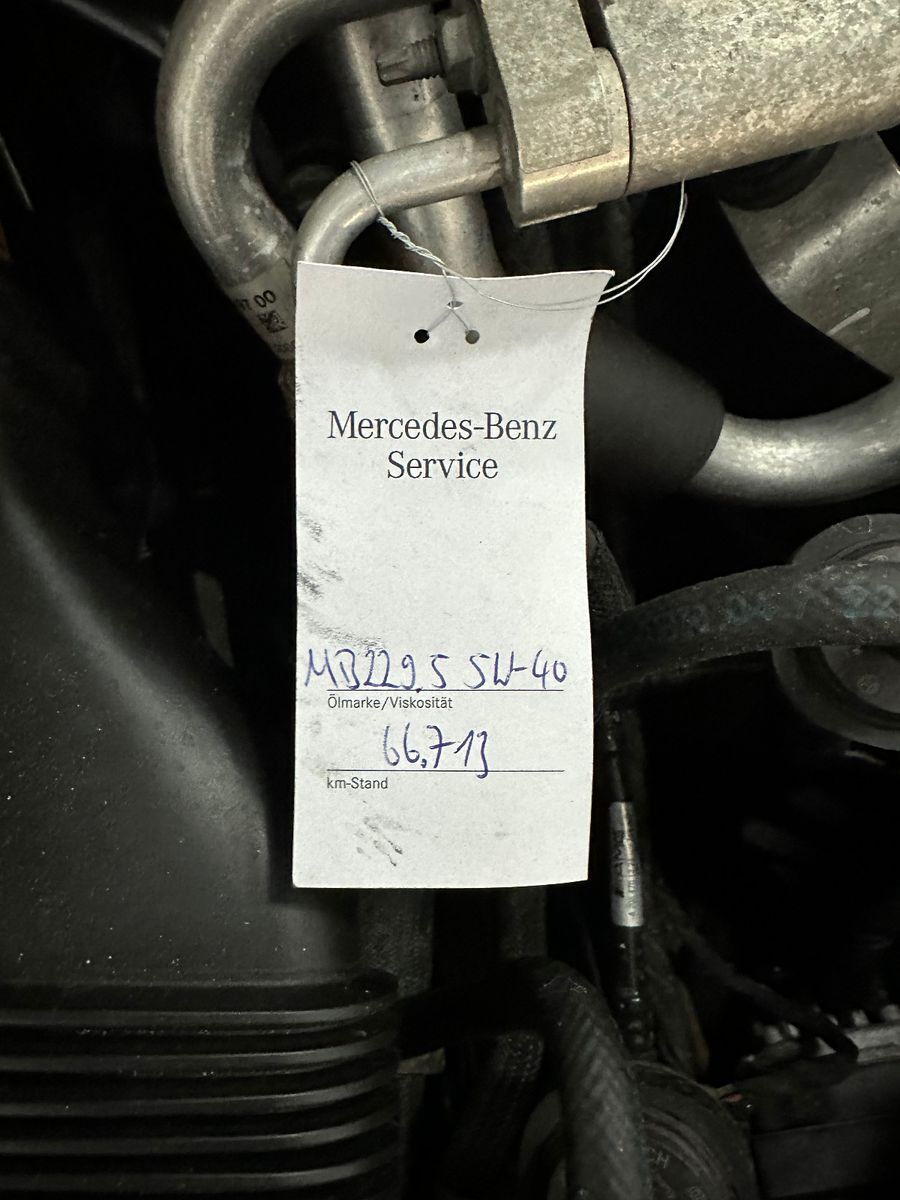 Mercedes-Benz
Service
MB229.5 5W-40
Ölmarke/Viskosität
66.713
km-Stand